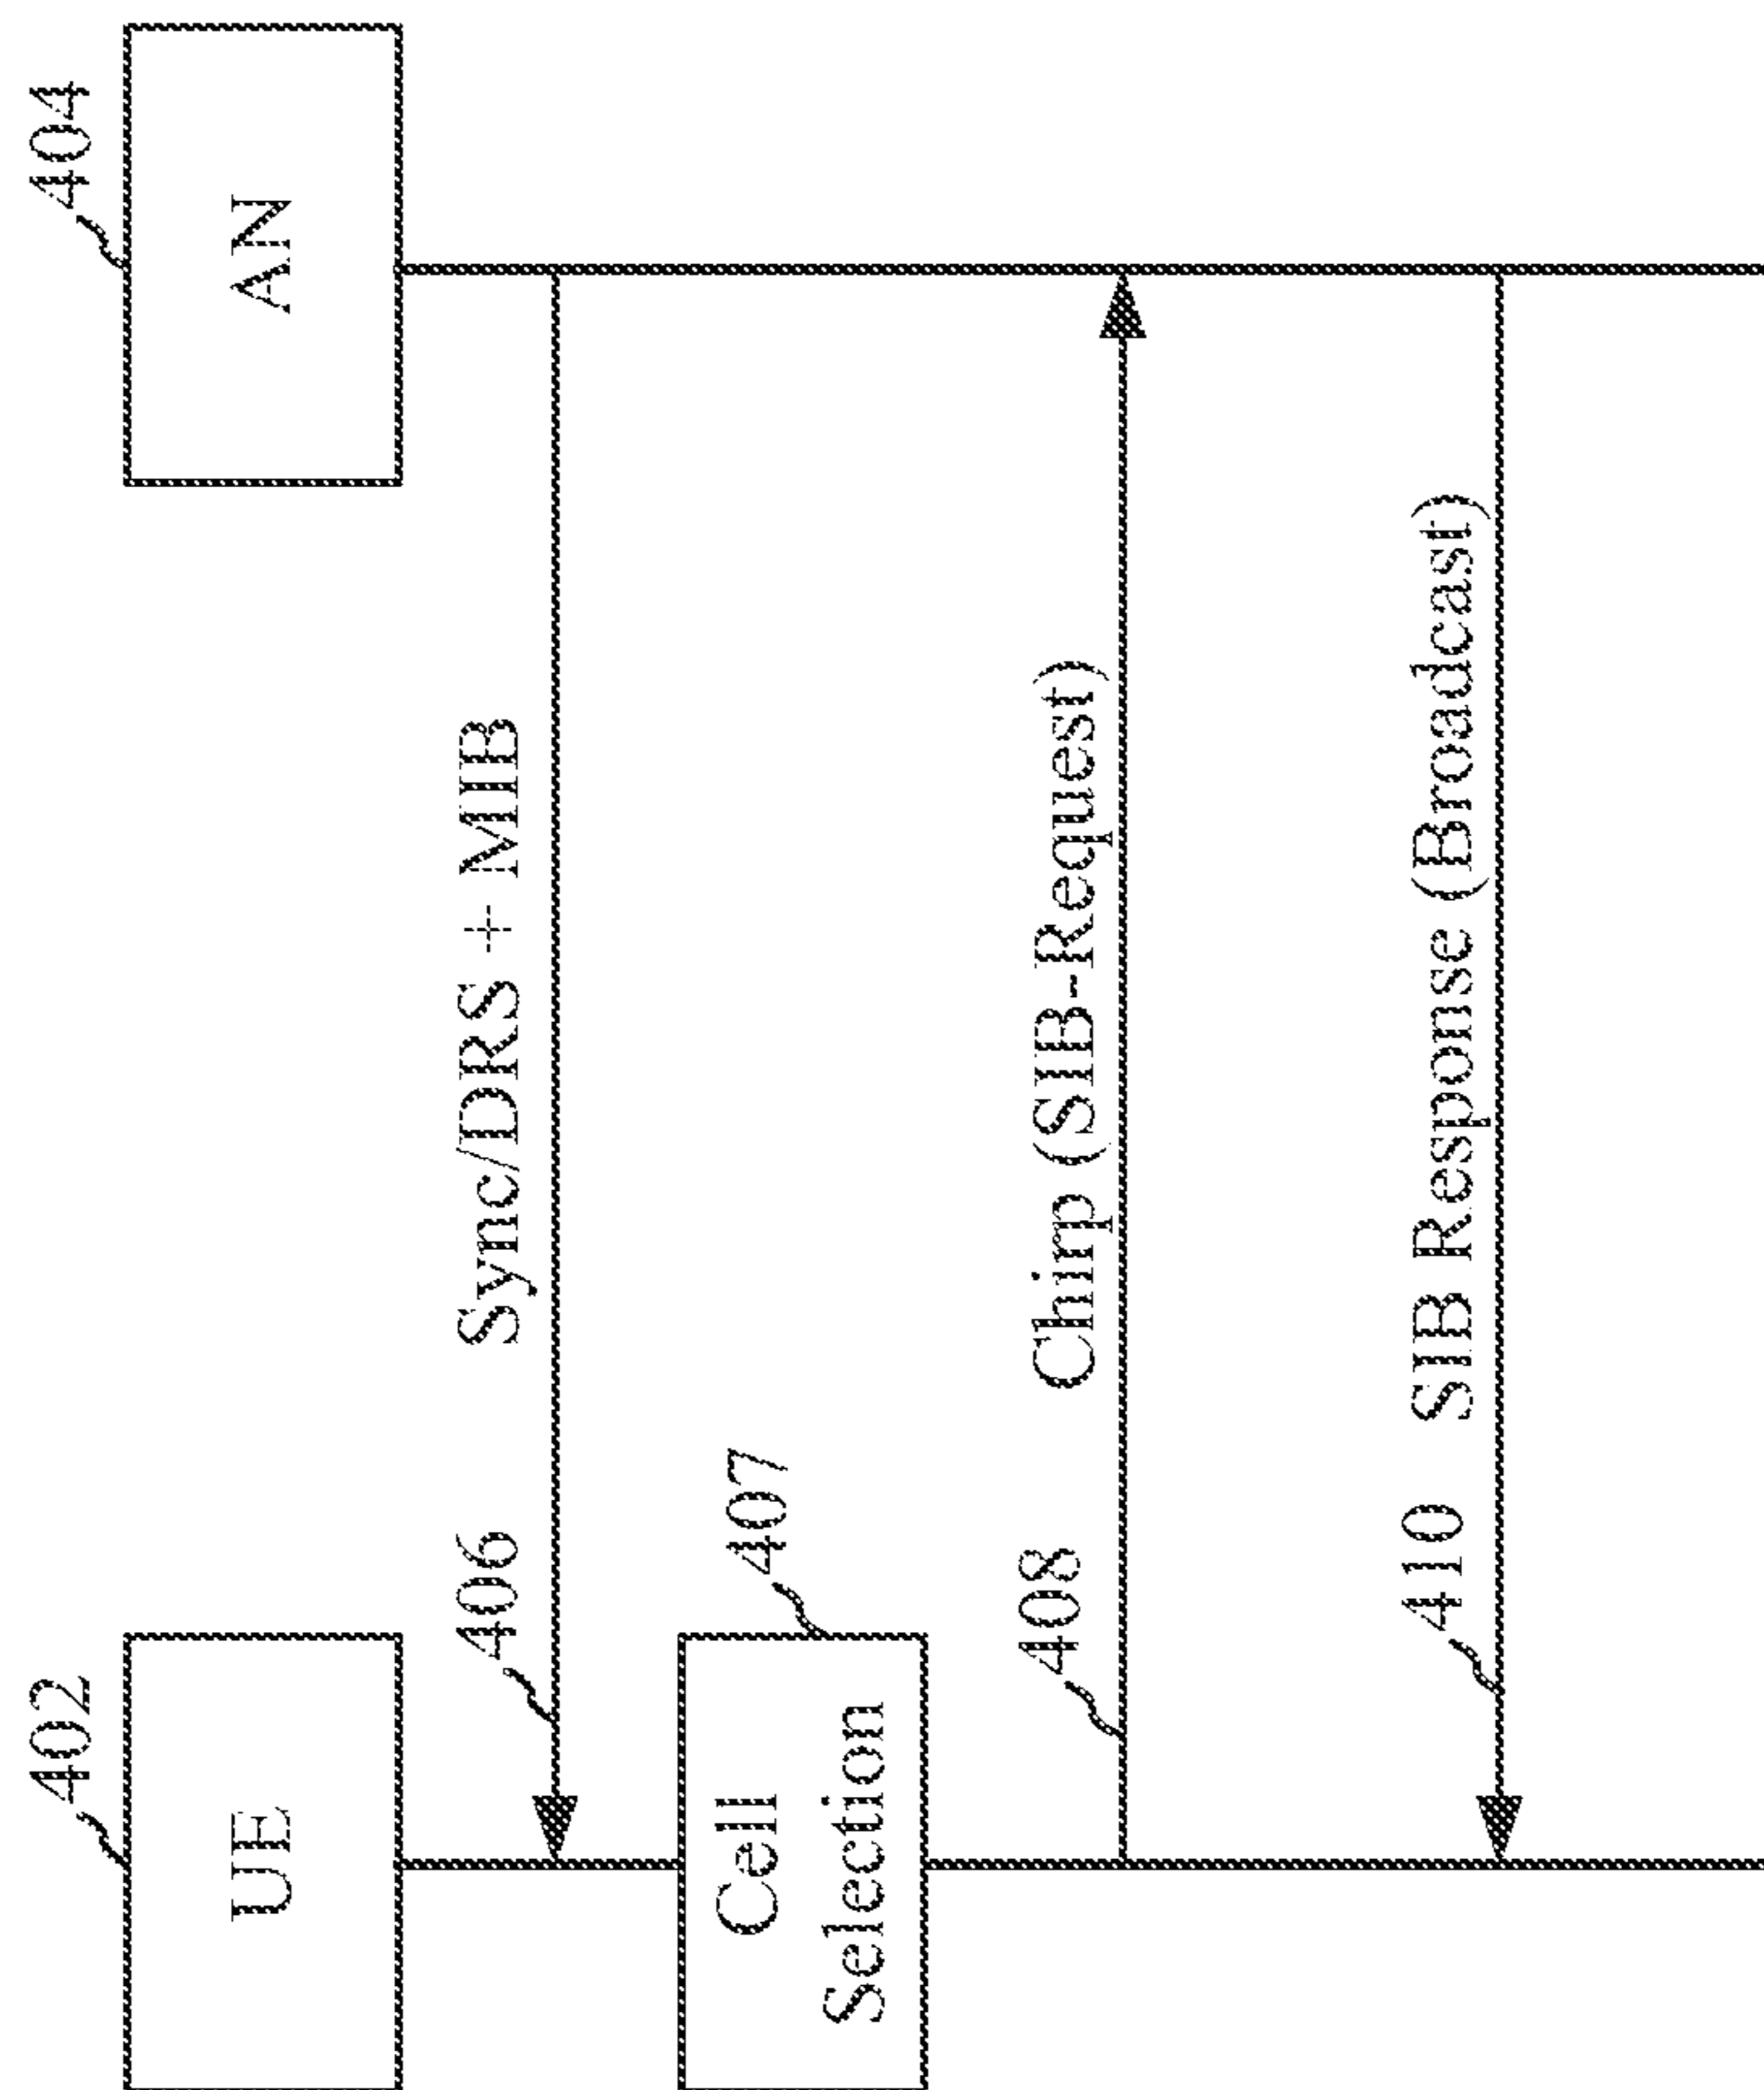 402
UE
404
AN
406
Sync/DRS + MIB
407
Cell
Selection
408
Chirp (SIB-Request)
410
SIB Response (Broadcast)